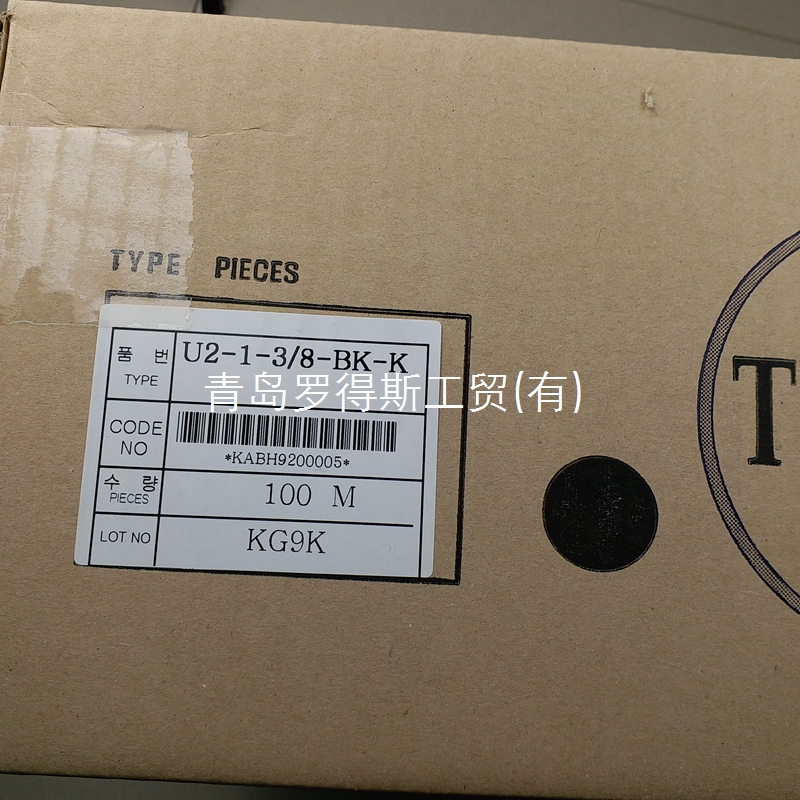 TYPE PIECES
품 번 TYPE U2-1-3/8-BK-K
青岛罗得斯工贸(有)
CODE NO *KABH9200005*
수 량 PIECES 100 M
LOT NO KG9K
T